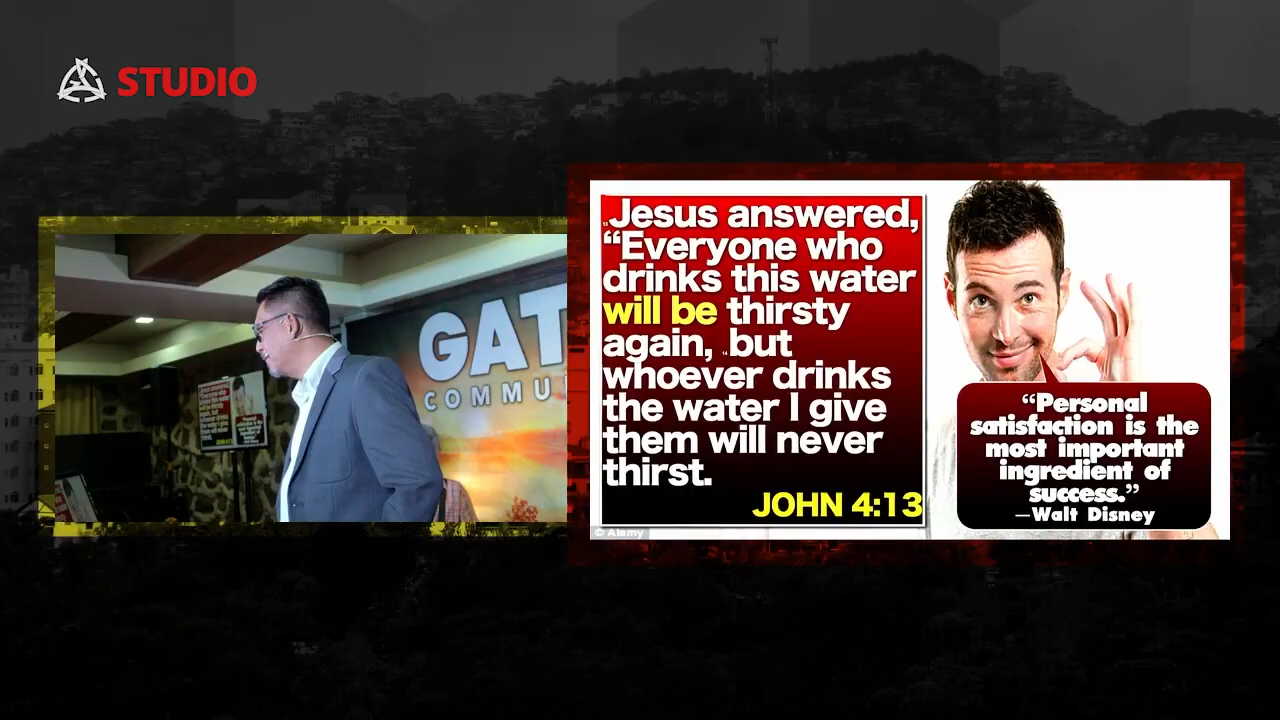 STUDIO
GAT
COMMU
Jesus answered,
“Everyone who
drinks this water
will be thirsty
again, but
whoever drinks
the water I give
them will never
thirst.
JOHN 4:13
© Alamy
“Personal
satisfaction is the
most important
ingredient of
success.”
—Walt Disney